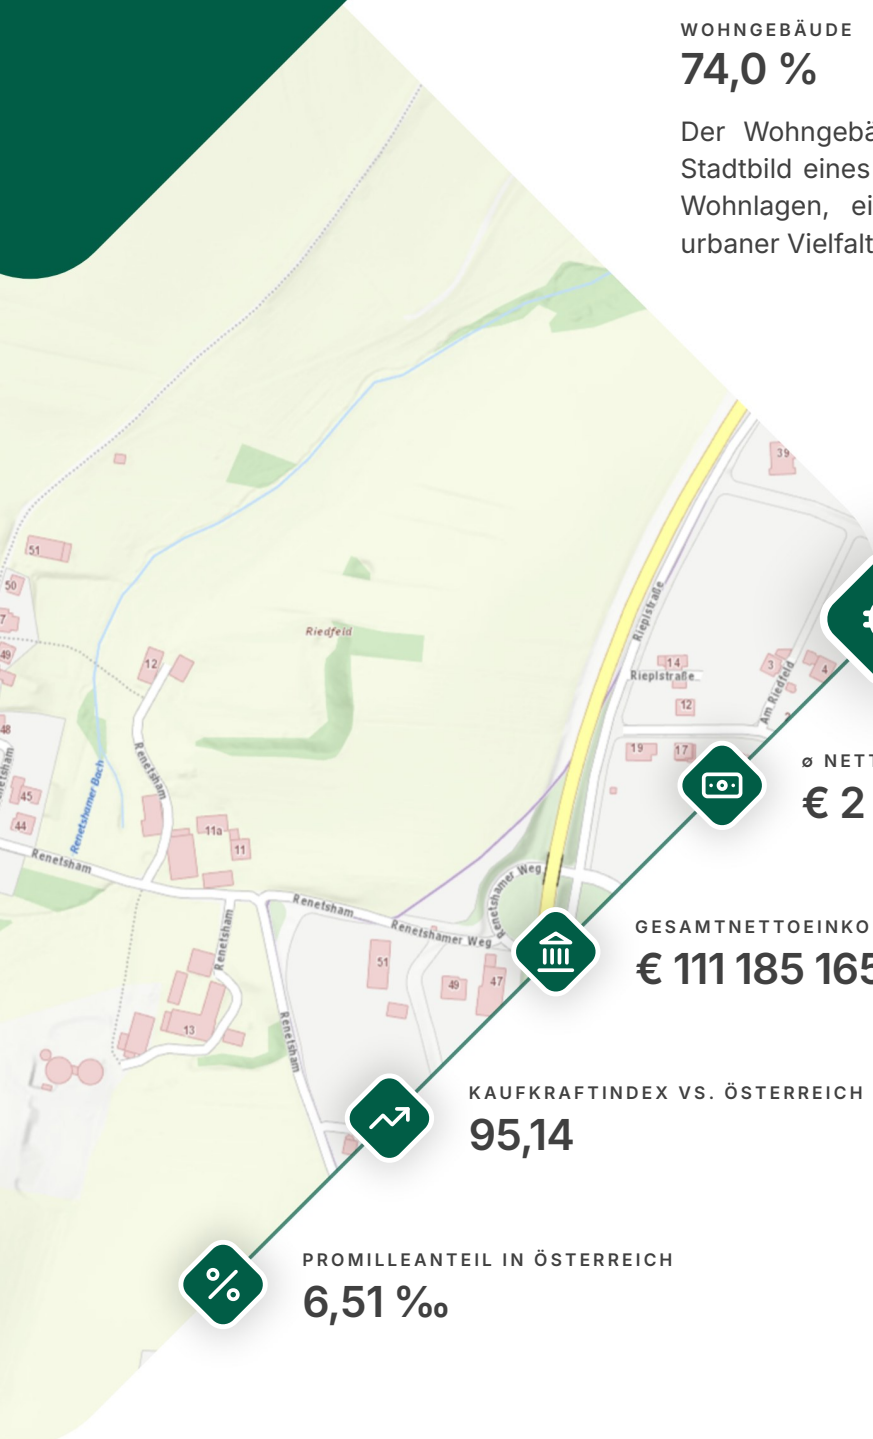 WOHNGEBÄUDE
74,0 %
Der Wohngebä
Stadtbild eines
Wohnlagen, ei
urbaner Vielfalt
39
51
50
7
49
Riedfeld
Rieplstraße
12
14
Rieplstraße
3
4
12
Am Riedfeld
48
19
17
Renetsham
ø NETT
€ 2
45
Renetshamer Bach
44
11a
11
Renetsham
Renetshamer Weg
Renetsham
Renetsham
Renetshamer Weg
GESAMTNETTOEINKO
€ 111 185 165
51
49
47
13
Renetsham
Renetsham
KAUFKRAFTINDEX VS. ÖSTERREICH
95,14
PROMILLEANTEIL IN ÖSTERREICH
6,51 ‰